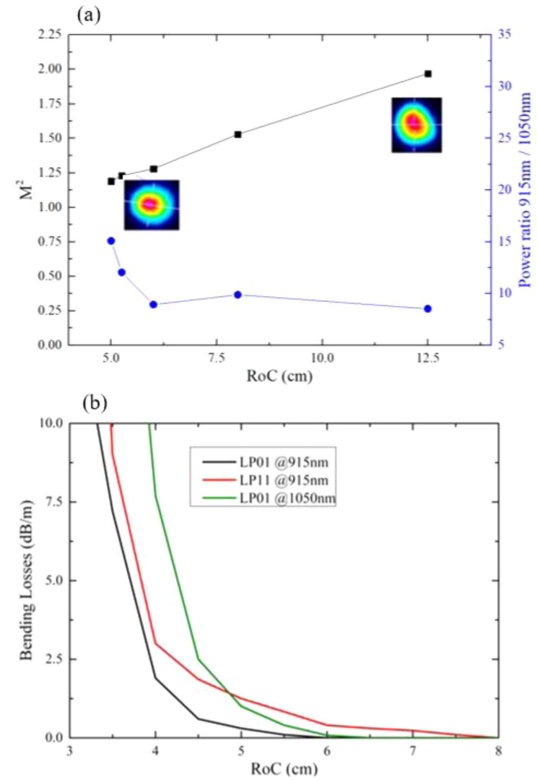 (a)
2.25
2.00
1.75
1.50
1.25
1.00
0.75
0.50
0.25
0.00
M²
35
30
25
20
15
10
5
Power ratio 915nm / 1050nm
5.0 7.5 10.0 12.5
RoC (cm)
(b)
10.0
7.5
5.0
2.5
0.0
Bending Losses (dB/m)
LP01 @915nm
LP11 @915nm
LP01 @1050nm
3 4 5 6 7 8
RoC (cm)